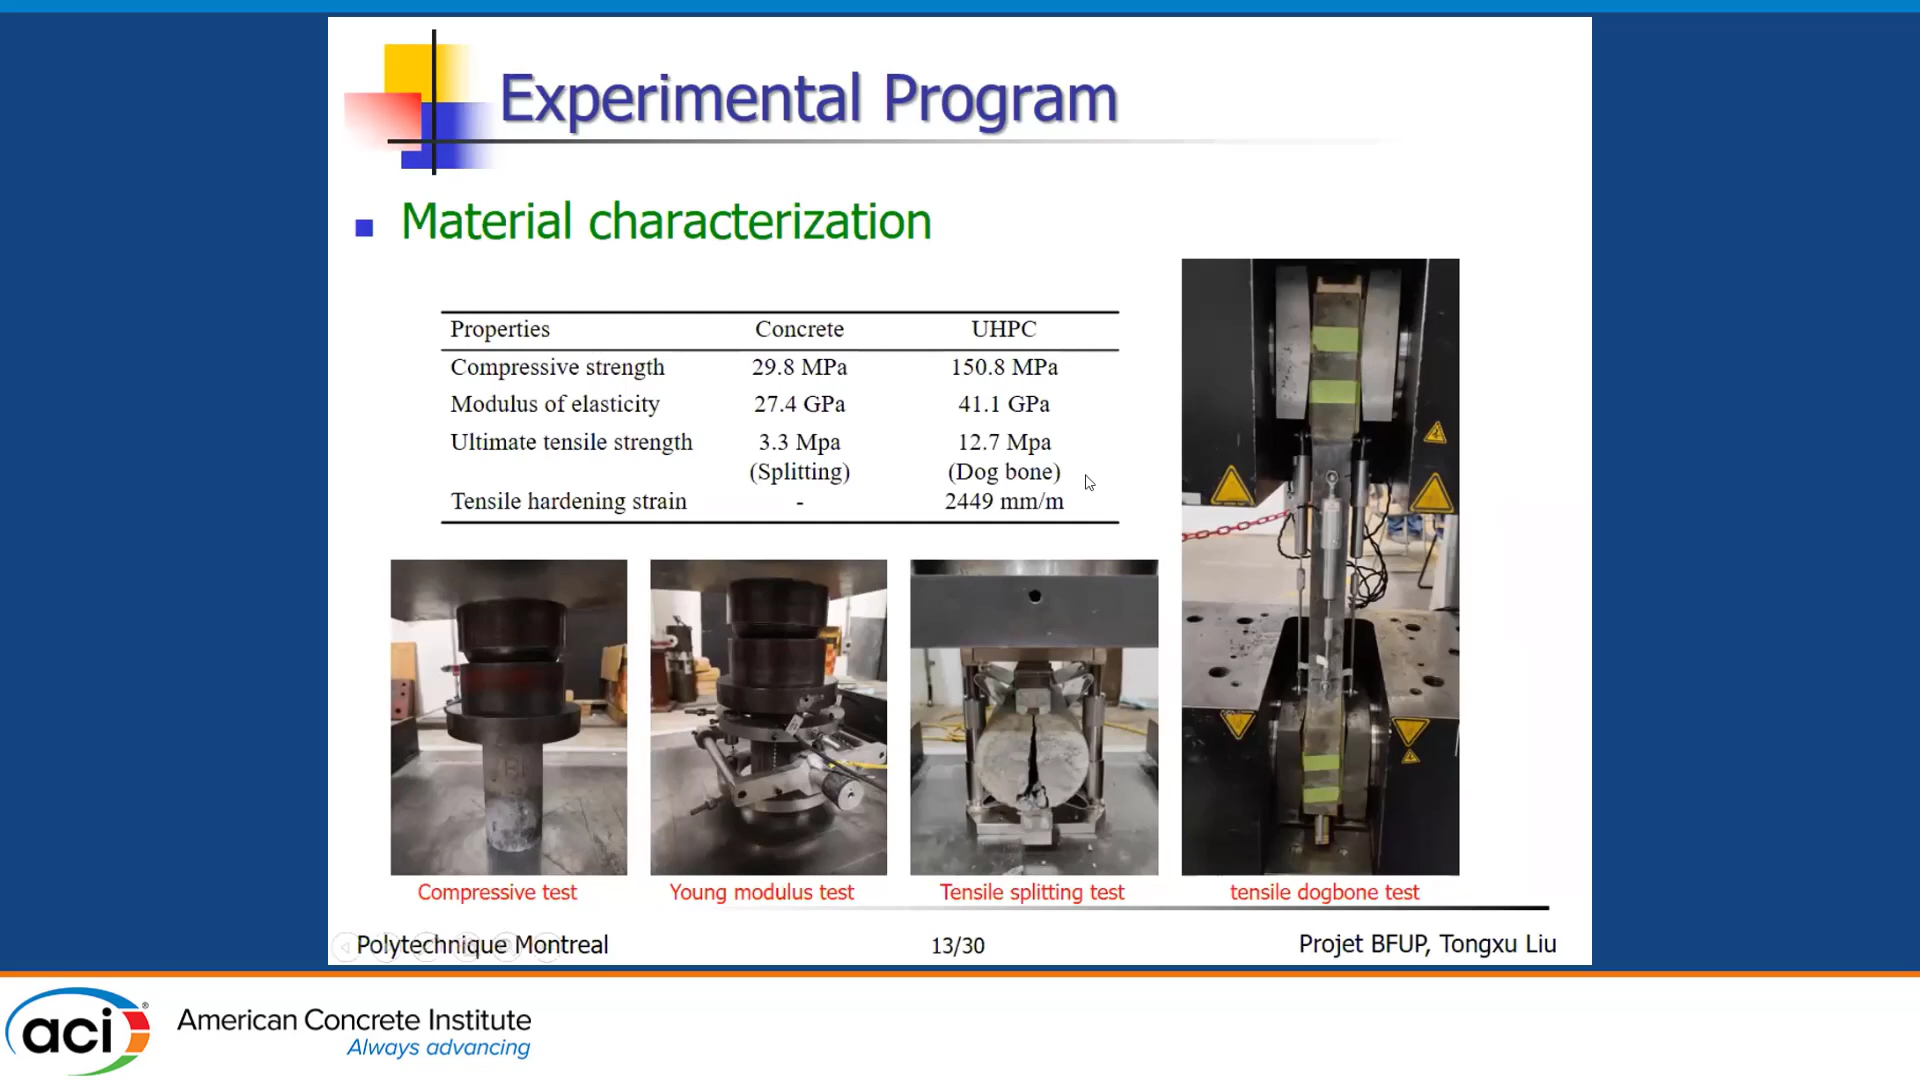 Experimental Program
Material characterization
Properties Concrete UHPC
Compressive strength 29.8 MPa 150.8 MPa
Modulus of elasticity 27.4 GPa 41.1 GPa
Ultimate tensile strength 3.3 Mpa 12.7 Mpa
(Splitting) (Dog bone)
Tensile hardening strain - 2449 mm/m
Compressive test
Young modulus test
Tensile splitting test
tensile dogbone test
Polytechnique Montreal
13/30
Projet BFUP, Tongxu Liu
aci®
American Concrete Institute
Always advancing